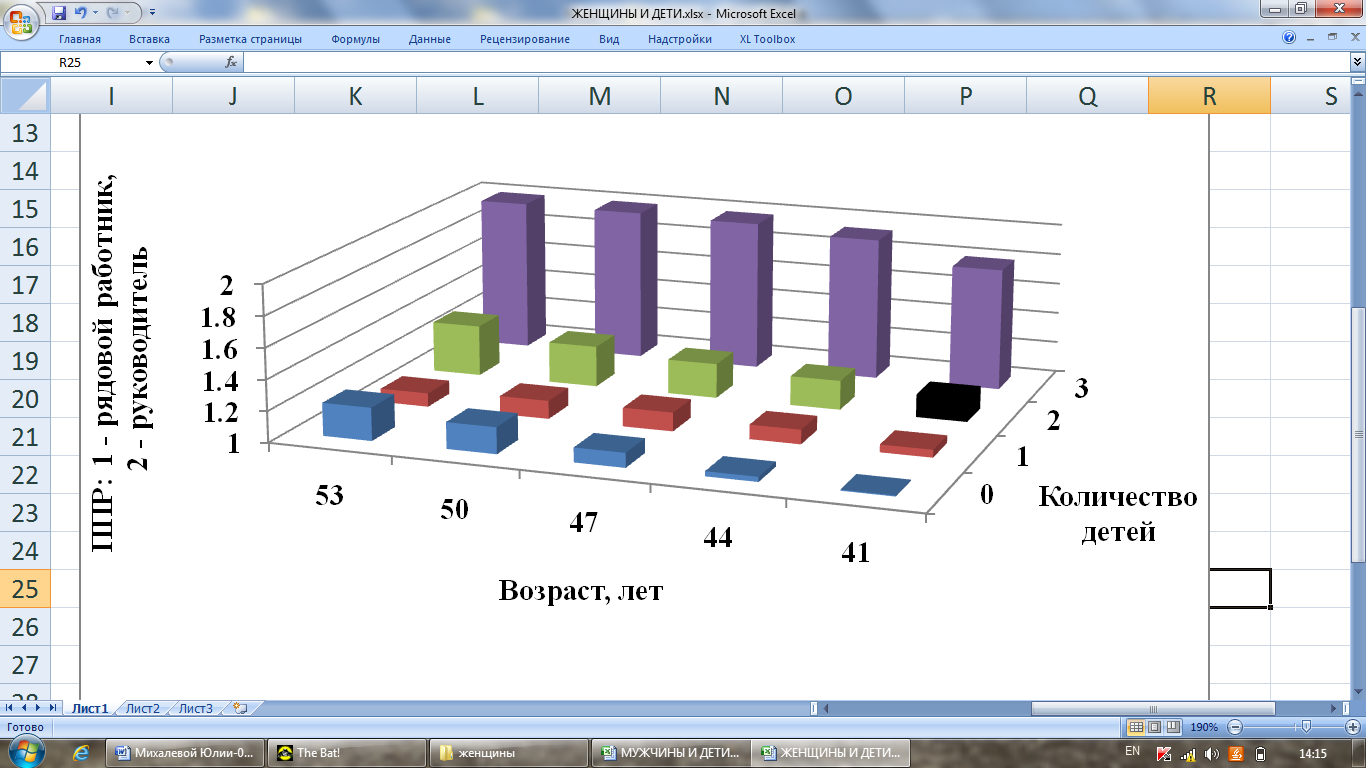 ЖЕНЩИНЫ И ДЕТИ.xlsx - Microsoft Excel
Главная Вставка Разметка страницы Формулы Данные Рецензирование Вид Надстройки XL Toolbox
R25 fx
I J K L M N O P Q R S
13
14
15
16
17
18
19
20
21
22
23
24
25
26
27
28
ППР: 1 - рядовой работник,
2 - руководитель
2
1.8
1.6
1.4
1.2
1
53 50 47 44 41
Возраст, лет
3
2
1
0
Количество
детей
Лист1 Лист2 Лист3
Готово 190%
Михалевой Юлии-0... The Bat! женщины МУЖЧИНЫ И ДЕТИ... ЖЕНЩИНЫ И ДЕТИ... EN 14:15